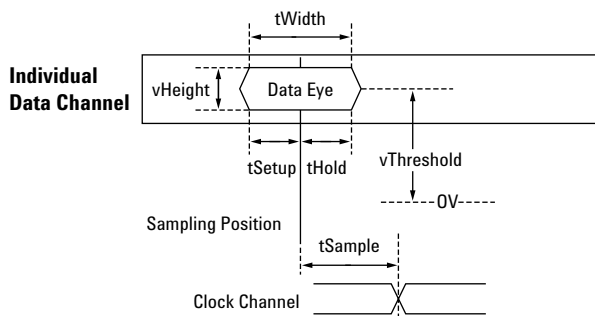 tWidth
Individual
Data Channel
vHeight
Data Eye
tSetup
tHold
vThreshold
0V
Sampling Position
tSample
Clock Channel